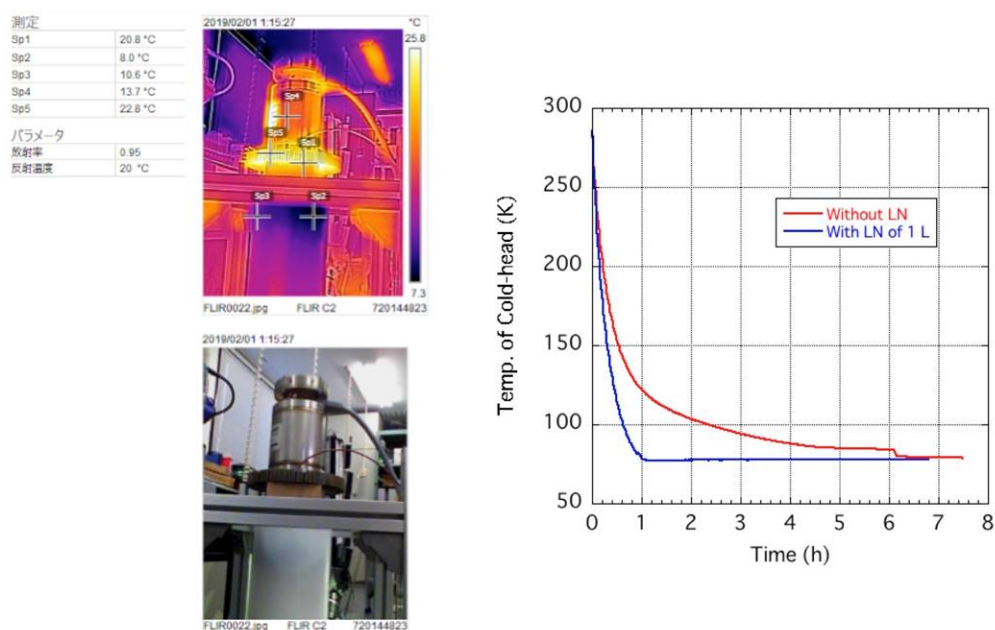 測定
Sp1 20.8 °C
Sp2 8.0 °C
Sp3 10.6 °C
Sp4 13.7 °C
Sp5 22.8 °C
パラメータ
放射率 0.95
反射温度 20 °C
2019/02/01 1:15:27 °C
25.8
Sp4
Sp5 Sp1
Sp3 Sp2
7.3
FLIR0022.jpg FLIR C2 720144823
2019/02/01 1:15:27
FLIR0022.jpg FLIR C2 720144823
Temp. of Cold-head (K)
300
250
200
150
100
50
Without LN
With LN of 1 L
0 1 2 3 4 5 6 7 8
Time (h)